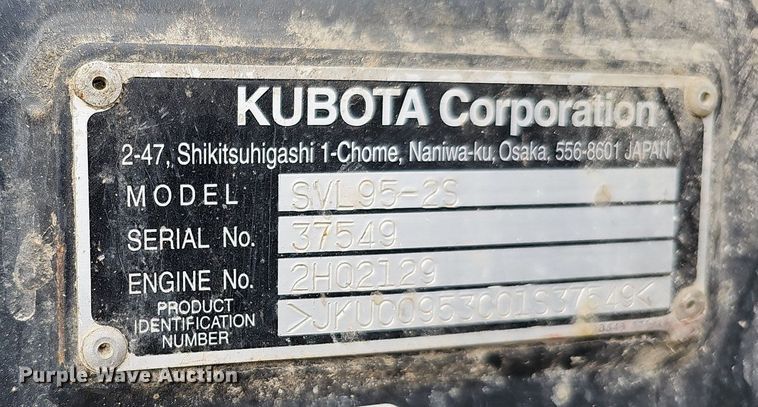 KUBOTA Corporation
2-47, Shikitsuhigashi 1-Chome, Naniwa-ku, Osaka, 556-8601 JAPAN
MODEL SVL95-2S
SERIAL No. 37549
ENGINE No. 2HQ2129
PRODUCT
IDENTIFICATION
NUMBER >JKUC0953C01S37549<
Purple Wave Auction